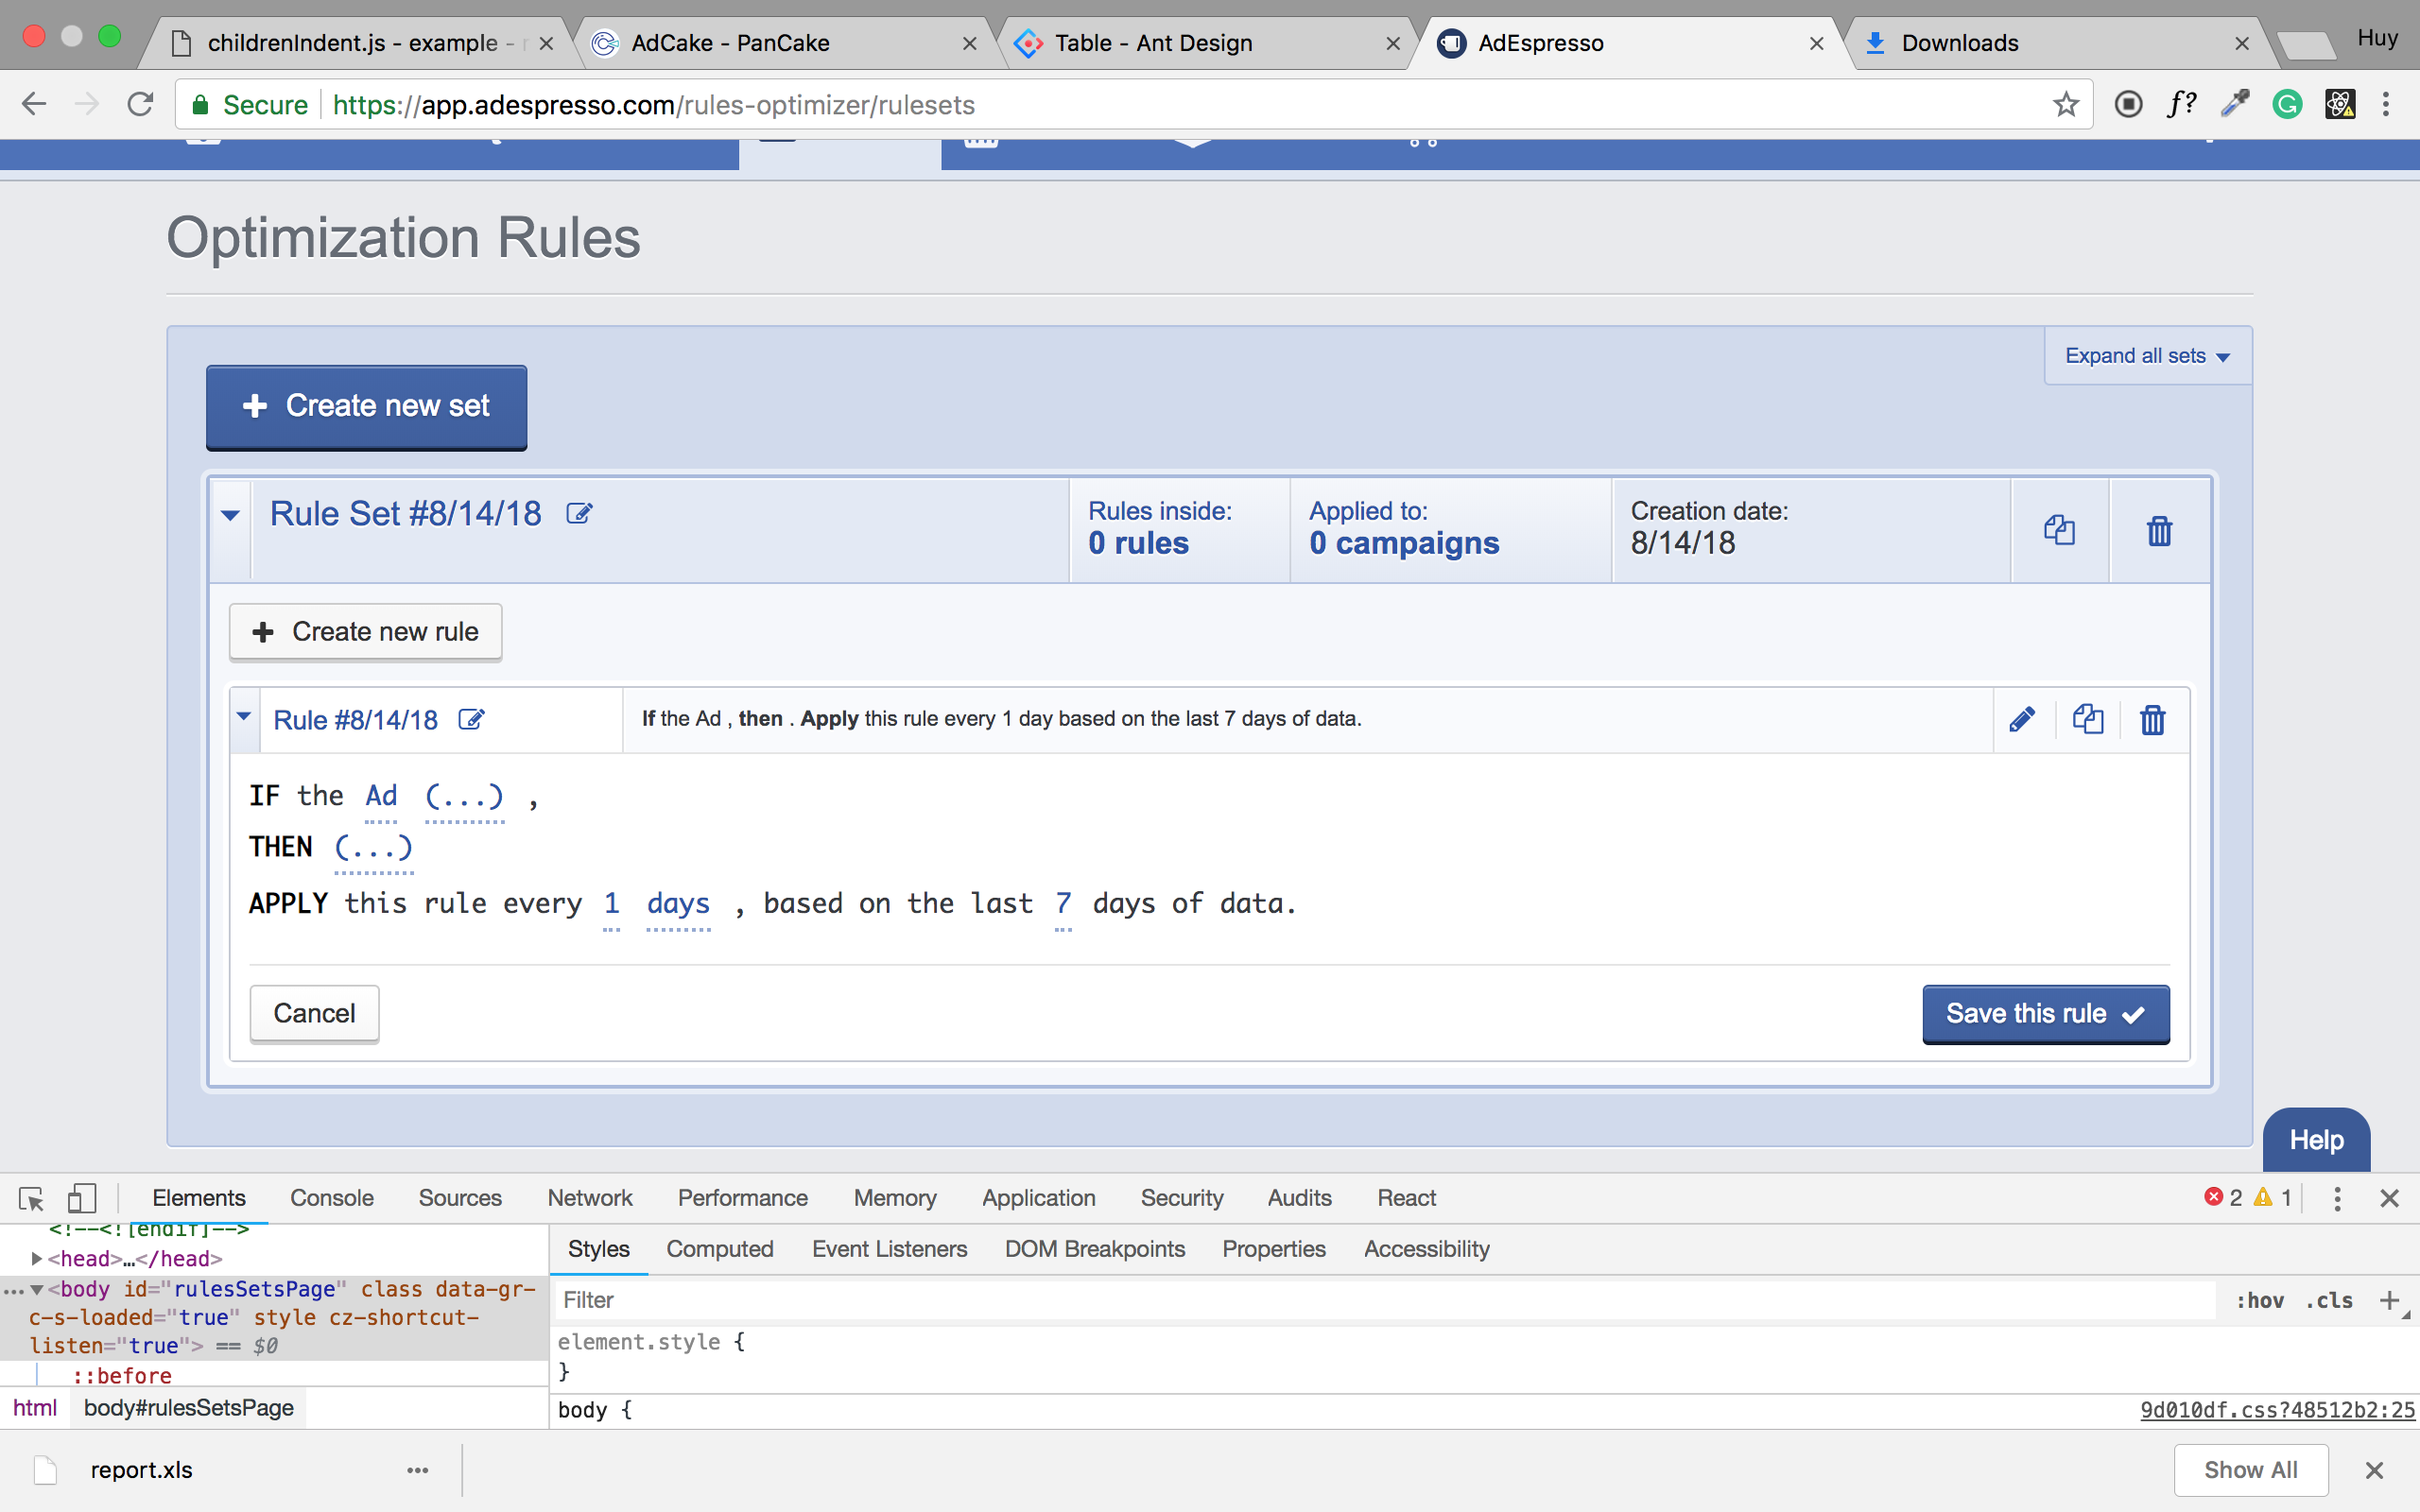 childrenIndent.js - example - r
AdCake - PanCake
Table - Ant Design
AdEspresso
Downloads
Huy
Secure
https://app.adespresso.com/rules-optimizer/rulesets
f?
Optimization Rules
Expand all sets
Create new set
Rule Set #8/14/18
Rules inside:
0 rules
Applied to:
0 campaigns
Creation date:
8/14/18
Create new rule
Rule #8/14/18
If the Ad , then . Apply this rule every 1 day based on the last 7 days of data.
IF the Ad (...) ,
THEN (...)
APPLY this rule every 1 days , based on the last 7 days of data.
Cancel
Save this rule
Help
Elements Console Sources Network Performance Memory Application Security Audits React
2 1
<!--<![endif]-->
<head>…</head>
<body id="rulesSetsPage" class data-gr-
c-s-loaded="true" style cz-shortcut-
listen="true"> == $0
::before
html body#rulesSetsPage
Styles Computed Event Listeners DOM Breakpoints Properties Accessibility
Filter
:hov .cls
element.style {
}
body {
9d010df.css?48512b2:25
report.xls
Show All